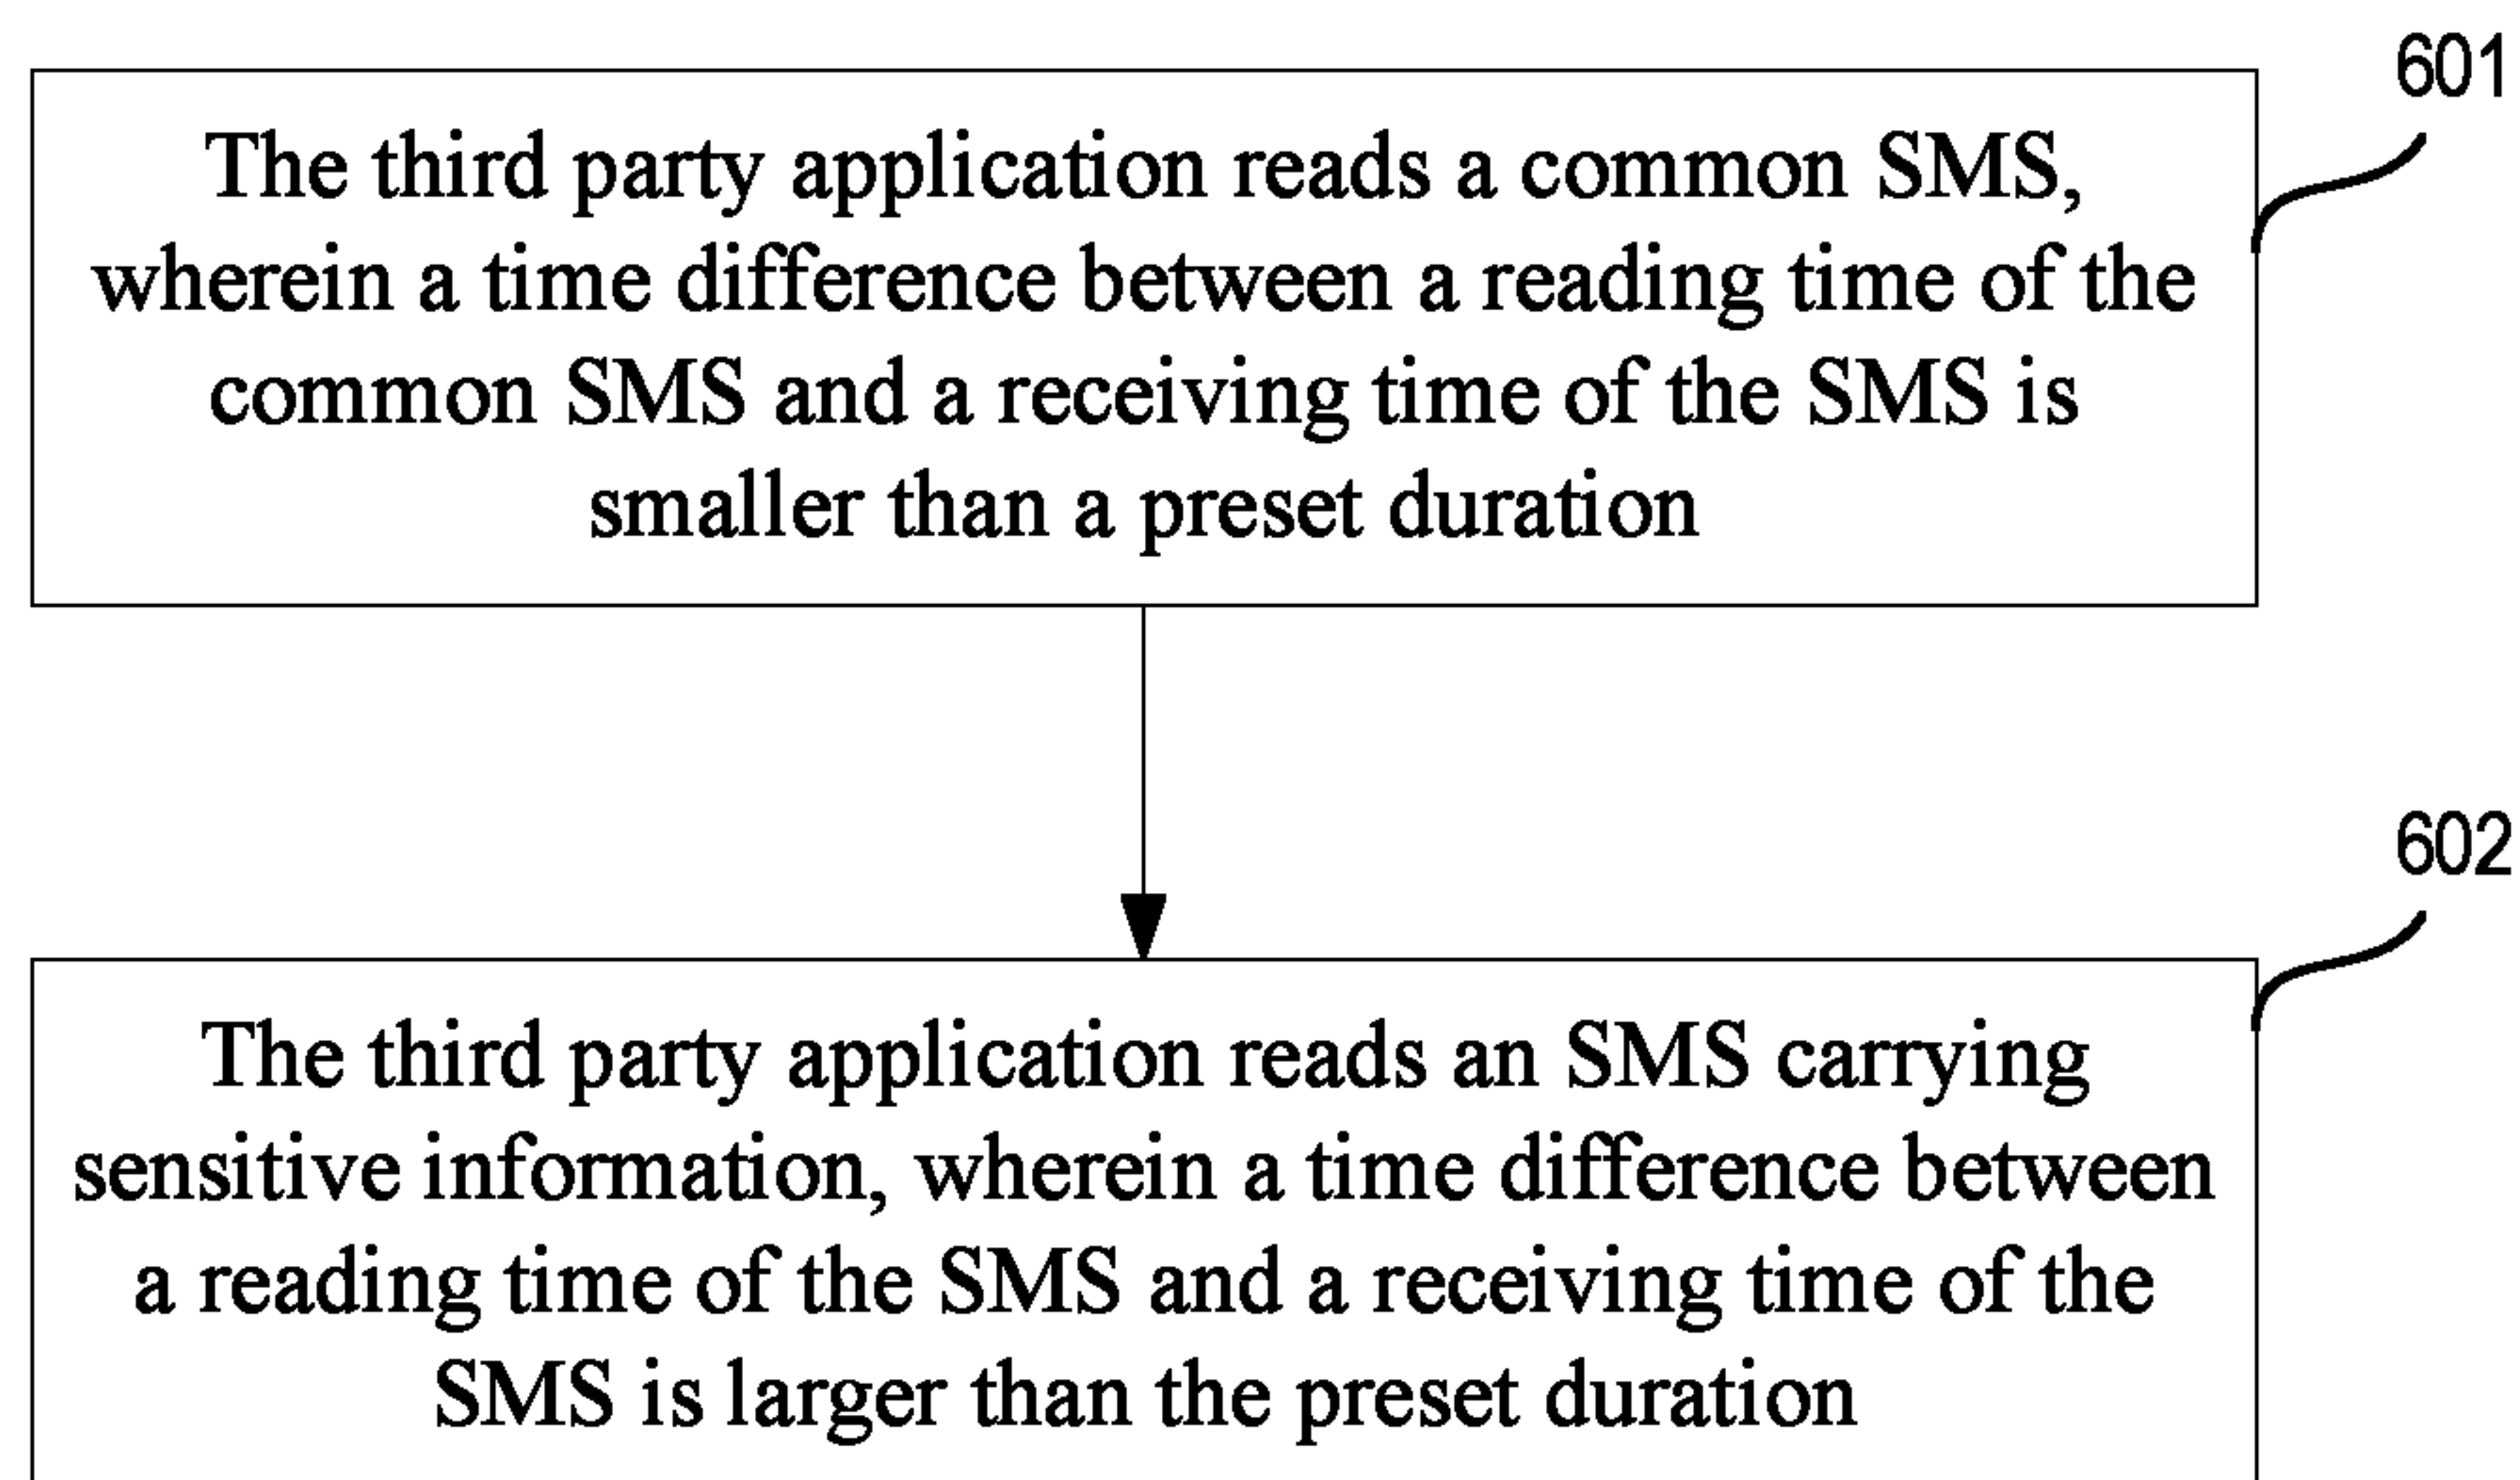 601
The third party application reads a common SMS,
wherein a time difference between a reading time of the
common SMS and a receiving time of the SMS is
smaller than a preset duration
602
The third party application reads an SMS carrying
sensitive information, wherein a time difference between
a reading time of the SMS and a receiving time of the
SMS is larger than the preset duration